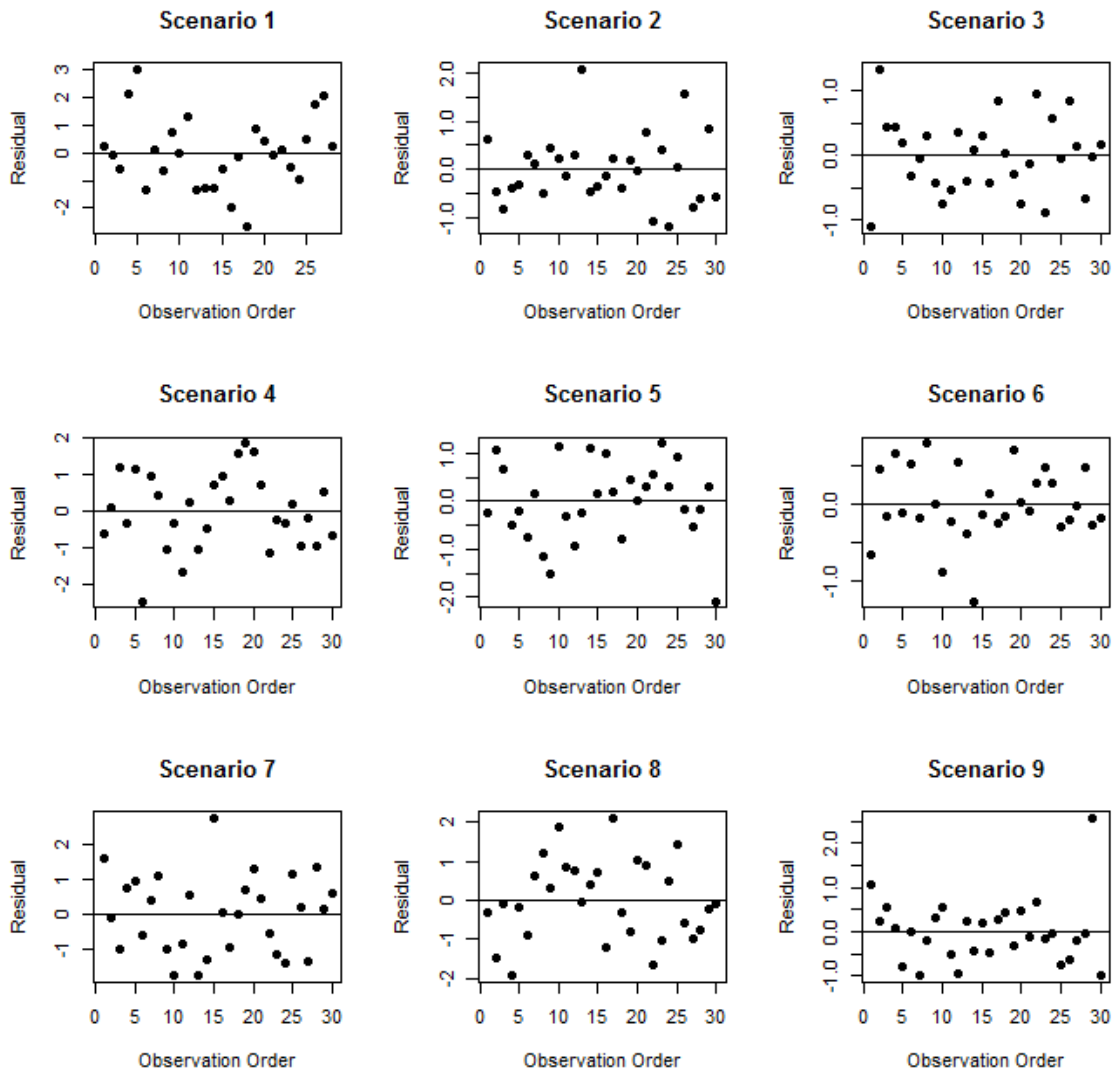 Scenario 1
Scenario 2
Scenario 3
Residual
-2 0 1 2 3
0 5 10 15 20 25
Observation Order
Residual
-1.0 0.0 1.0 2.0
0 5 10 15 20 25 30
Observation Order
Residual
-1.0 0.0 1.0
0 5 10 15 20 25 30
Observation Order
Scenario 4
Scenario 5
Scenario 6
Residual
-2 -1 0 1 2
0 5 10 15 20 25 30
Observation Order
Residual
-2.0 -1.0 0.0 1.0
0 5 10 15 20 25 30
Observation Order
Residual
-1.0 0.0
0 5 10 15 20 25 30
Observation Order
Scenario 7
Scenario 8
Scenario 9
Residual
-1 0 1 2
0 5 10 15 20 25 30
Observation Order
Residual
-2 -1 0 1 2
0 5 10 15 20 25 30
Observation Order
Residual
-1.0 0.0 1.0 2.0
0 5 10 15 20 25 30
Observation Order